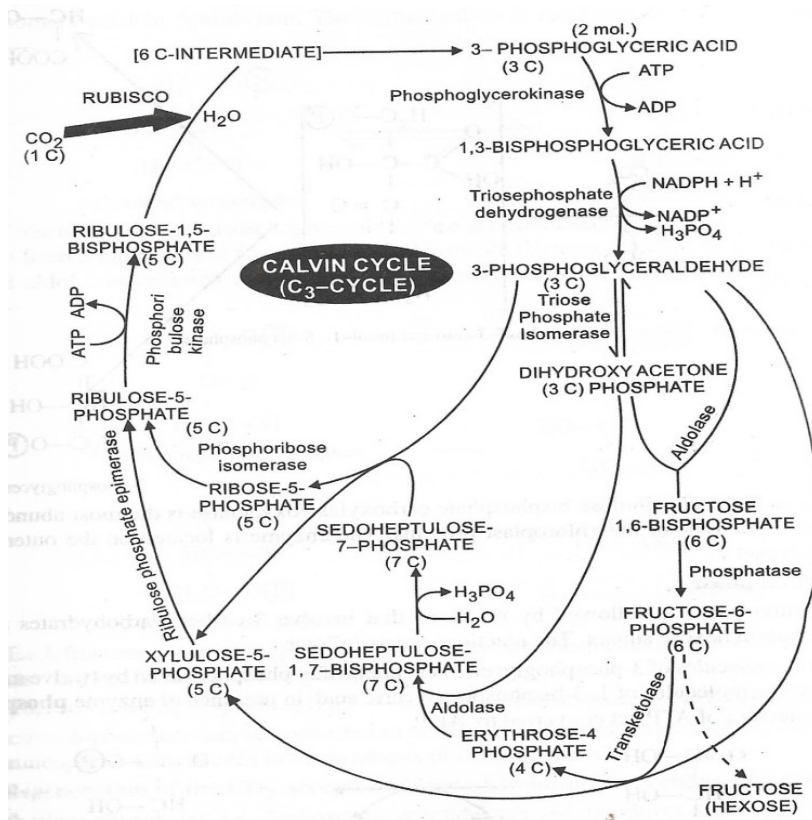 [6 C-INTERMEDIATE]
(2 mol.)
3– PHOSPHOGLYCERIC ACID
(3 C)
ATP
Phosphoglycerokinase
ADP
1,3-BISPHOSPHOGLYCERIC ACID
NADPH + H+
Triosephosphate
dehydrogenase
NADP+
H3PO4
3-PHOSPHOGLYCERALDEHYDE
(3 C)
Triose
Phosphate
Isomerase
DIHYDROXY ACETONE
(3 C) PHOSPHATE
Aldolase
FRUCTOSE
1,6-BISPHOSPHATE
(6 C)
Phosphatase
FRUCTOSE-6-
PHOSPHATE
(6 C)
Transketolase
FRUCTOSE
(HEXOSE)
ERYTHROSE-4
PHOSPHATE
(4 C)
Aldolase
SEDOHEPTULOSE-
1,7-BISPHOSPHATE
(7 C)
H3PO4
H2O
SEDOHEPTULOSE-
7–PHOSPHATE
(7 C)
XYLULOSE-5-
PHOSPHATE
(5 C)
RIBOSE-5-
PHOSPHATE
(5 C)
Phosphoribose
isomerase
Ribulose phosphate epimerase
RIBULOSE-5-
PHOSPHATE
(5 C)
ATP ADP
Phosphori
bulose
kinase
RIBULOSE-1,5-
BISPHOSPHATE
(5 C)
RUBISCO
H2O
CO2
(1 C)
CALVIN CYCLE
(C3–CYCLE)